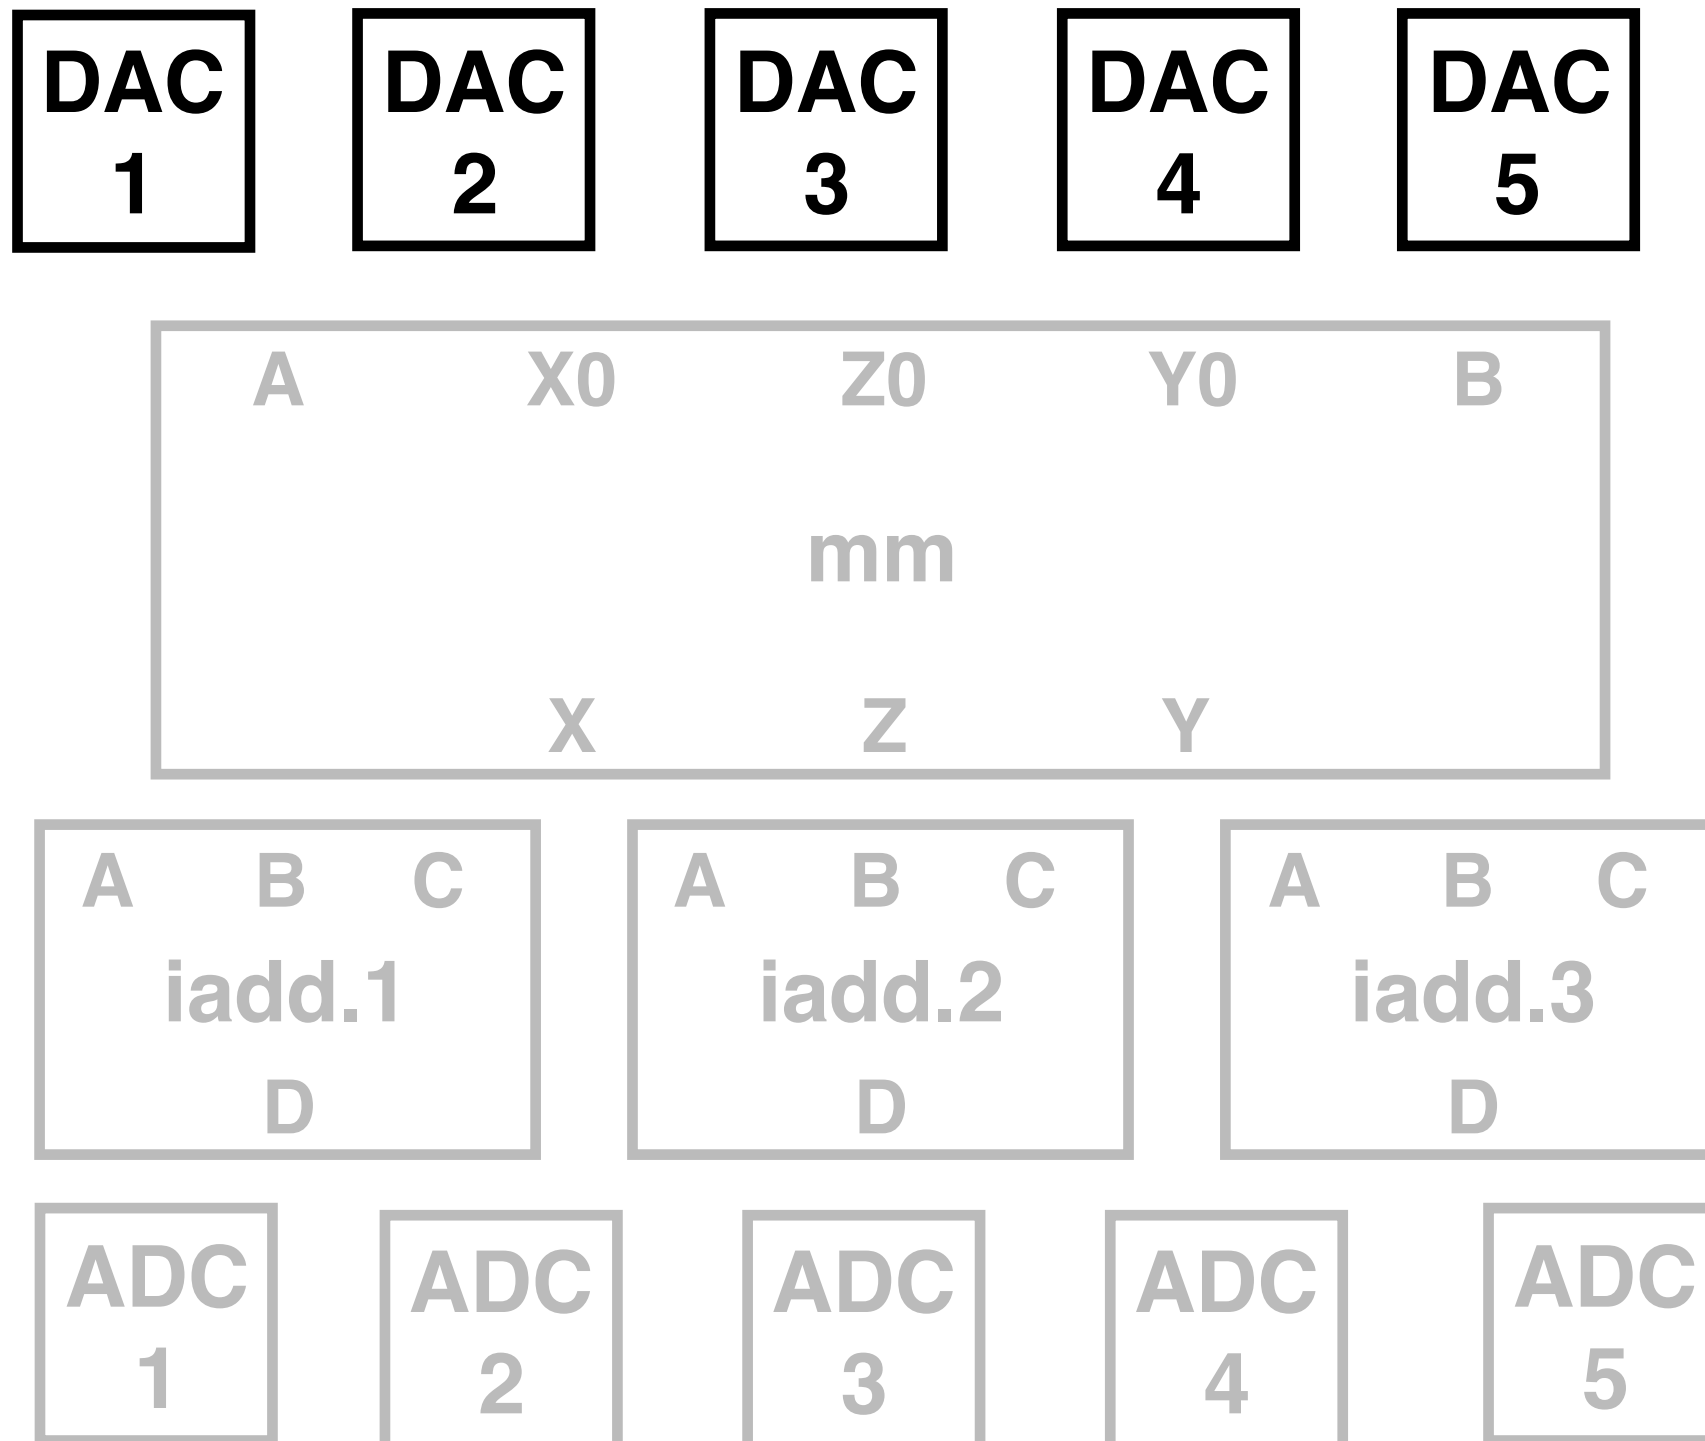 DAC DAC DAC DAC DAC
1 2 3 4 5
A X0 Z0 Y0 B
mm
X Z Y
A B C A B C A B C
iadd.1 iadd.2 iadd.3
D D D
ADC ADC ADC ADC ADC
1 2 3 4 5